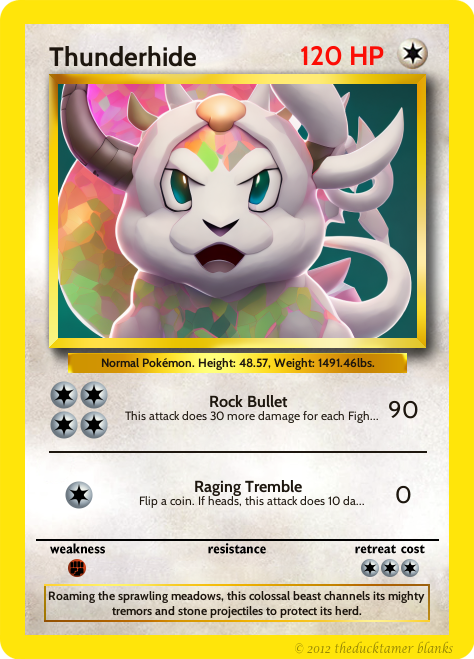 Thunderhide 120 HP
Normal Pokémon. Height: 48.57, Weight: 1491.46lbs.
Rock Bullet
This attack does 30 more damage for each Figh... 90
Raging Tremble
Flip a coin. If heads, this attack does 10 da... 0
weakness resistance retreat cost
Roaming the sprawling meadows, this colossal beast channels its mighty
tremors and stone projectiles to protect its herd.
© 2012 theducktamer blanks